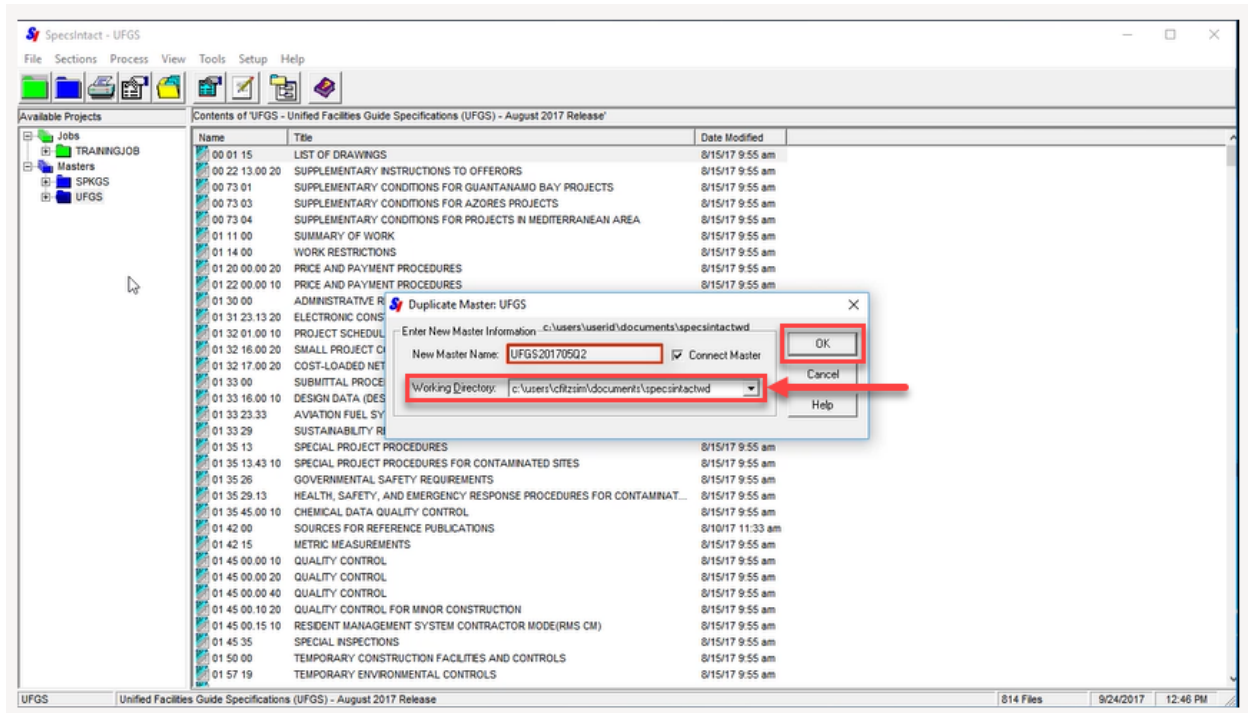 SpecsIntact - UFGS
File Sections Process View Tools Setup Help
Available Projects
Contents of 'UFGS - Unified Facilities Guide Specifications (UFGS) - August 2017 Release'
Jobs
TRAININGJOB
Masters
SPKGS
UFGS
Name Title Date Modified
00 01 15 LIST OF DRAWINGS 8/15/17 9:55 am
00 22 13.00 20 SUPPLEMENTARY INSTRUCTIONS TO OFFERORS 8/15/17 9:55 am
00 73 01 SUPPLEMENTARY CONDITIONS FOR GUANTANAMO BAY PROJECTS 8/15/17 9:55 am
00 73 03 SUPPLEMENTARY CONDITIONS FOR AZORES PROJECTS 8/15/17 9:55 am
00 73 04 SUPPLEMENTARY CONDITIONS FOR PROJECTS IN MEDITERRANEAN AREA 8/15/17 9:55 am
01 11 00 SUMMARY OF WORK 8/15/17 9:55 am
01 14 00 WORK RESTRICTIONS 8/15/17 9:55 am
01 20 00.00 20 PRICE AND PAYMENT PROCEDURES 8/15/17 9:55 am
01 22 00.00 10 PRICE AND PAYMENT PROCEDURES 8/15/17 9:55 am
01 30 00 ADMINISTRATIVE R
01 31 23.13 20 ELECTRONIC CONS
01 32 01.00 10 PROJECT SCHEDUL
01 32 16.00 20 SMALL PROJECT C
01 32 17.00 20 COST-LOADED NET
01 33 00 SUBMITTAL PROCE
01 33 16.00 10 DESIGN DATA (DES
01 33 23.33 AVIATION FUEL SY
01 33 29 SUSTAINABILITY R
Duplicate Master: UFGS
Enter New Master Information c:\users\userid\documents\specsintactwd
New Master Name: UFGS201705Q2 Connect Master
Working Directory: c:\users\cfitzsim\documents\specsintactwd
OK
Cancel
Help
01 35 13 SPECIAL PROJECT PROCEDURES 8/15/17 9:55 am
01 35 13.43 10 SPECIAL PROJECT PROCEDURES FOR CONTAMINATED SITES 8/15/17 9:55 am
01 35 26 GOVERNMENTAL SAFETY REQUIREMENTS 8/15/17 9:55 am
01 35 29.13 HEALTH, SAFETY, AND EMERGENCY RESPONSE PROCEDURES FOR CONTAMINAT... 8/15/17 9:55 am
01 35 45.00 10 CHEMICAL DATA QUALITY CONTROL 8/15/17 9:55 am
01 42 00 SOURCES FOR REFERENCE PUBLICATIONS 8/10/17 11:33 am
01 42 15 METRIC MEASUREMENTS 8/15/17 9:55 am
01 45 00.00 10 QUALITY CONTROL 8/15/17 9:55 am
01 45 00.00 20 QUALITY CONTROL 8/15/17 9:55 am
01 45 00.00 40 QUALITY CONTROL 8/15/17 9:55 am
01 45 00.10 20 QUALITY CONTROL FOR MINOR CONSTRUCTION 8/15/17 9:55 am
01 45 00.15 10 RESIDENT MANAGEMENT SYSTEM CONTRACTOR MODE(RMS CM) 8/15/17 9:55 am
01 45 35 SPECIAL INSPECTIONS 8/15/17 9:55 am
01 50 00 TEMPORARY CONSTRUCTION FACILITIES AND CONTROLS 8/15/17 9:55 am
01 57 19 TEMPORARY ENVIRONMENTAL CONTROLS 8/15/17 9:55 am
UFGS Unified Facilities Guide Specifications (UFGS) - August 2017 Release 814 Files 9/24/2017 12:46 PM